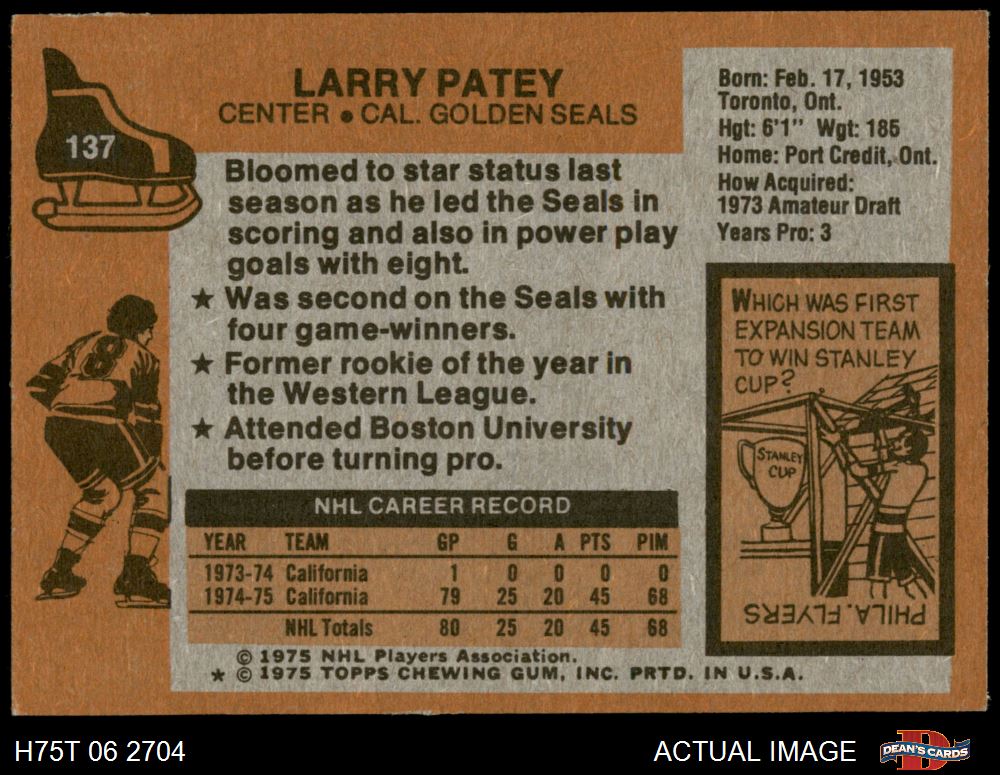 137
LARRY PATEY
CENTER • CAL. GOLDEN SEALS
Born: Feb. 17, 1953
Toronto, Ont.
Hgt: 6'1" Wgt: 185
Home: Port Credit, Ont.
How Acquired:
1973 Amateur Draft
Years Pro: 3
Bloomed to star status last
season as he led the Seals in
scoring and also in power play
goals with eight.
★ Was second on the Seals with
four game-winners.
★ Former rookie of the year in
the Western League.
★ Attended Boston University
before turning pro.
8
WHICH WAS FIRST
EXPANSION TEAM
TO WIN STANLEY
CUP?
STANLEY
CUP
PHILA. FLYERS
NHL CAREER RECORD
YEAR TEAM GP G A PTS PIM
1973-74 California 1 0 0 0 0
1974-75 California 79 25 20 45 68
NHL Totals 80 25 20 45 68
© 1975 NHL Players Association.
★ © 1975 TOPPS CHEWING GUM, INC. PRTD. IN U.S.A.
H75T 06 2704
ACTUAL IMAGE
D
DEAN'S CARDS